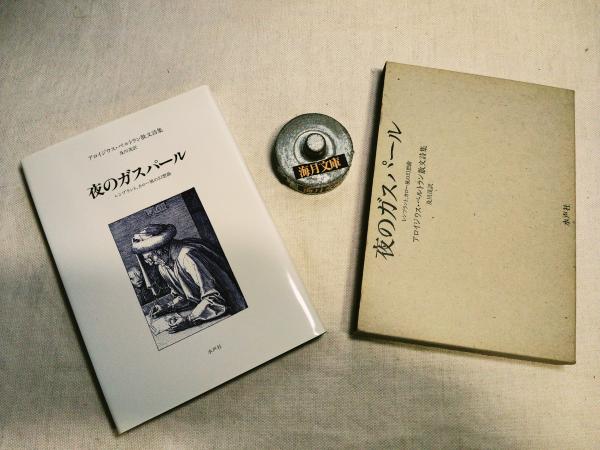 アロイジウス・ベルトラン散文詩集
及川茂訳
夜のガスパール
レンブラント、カロー風の幻想曲
水声社
海月文庫
夜のガスパール
レンブラント、カロー風の幻想曲
アロイジウス・ベルトラン散文詩集
及川茂訳
水声社